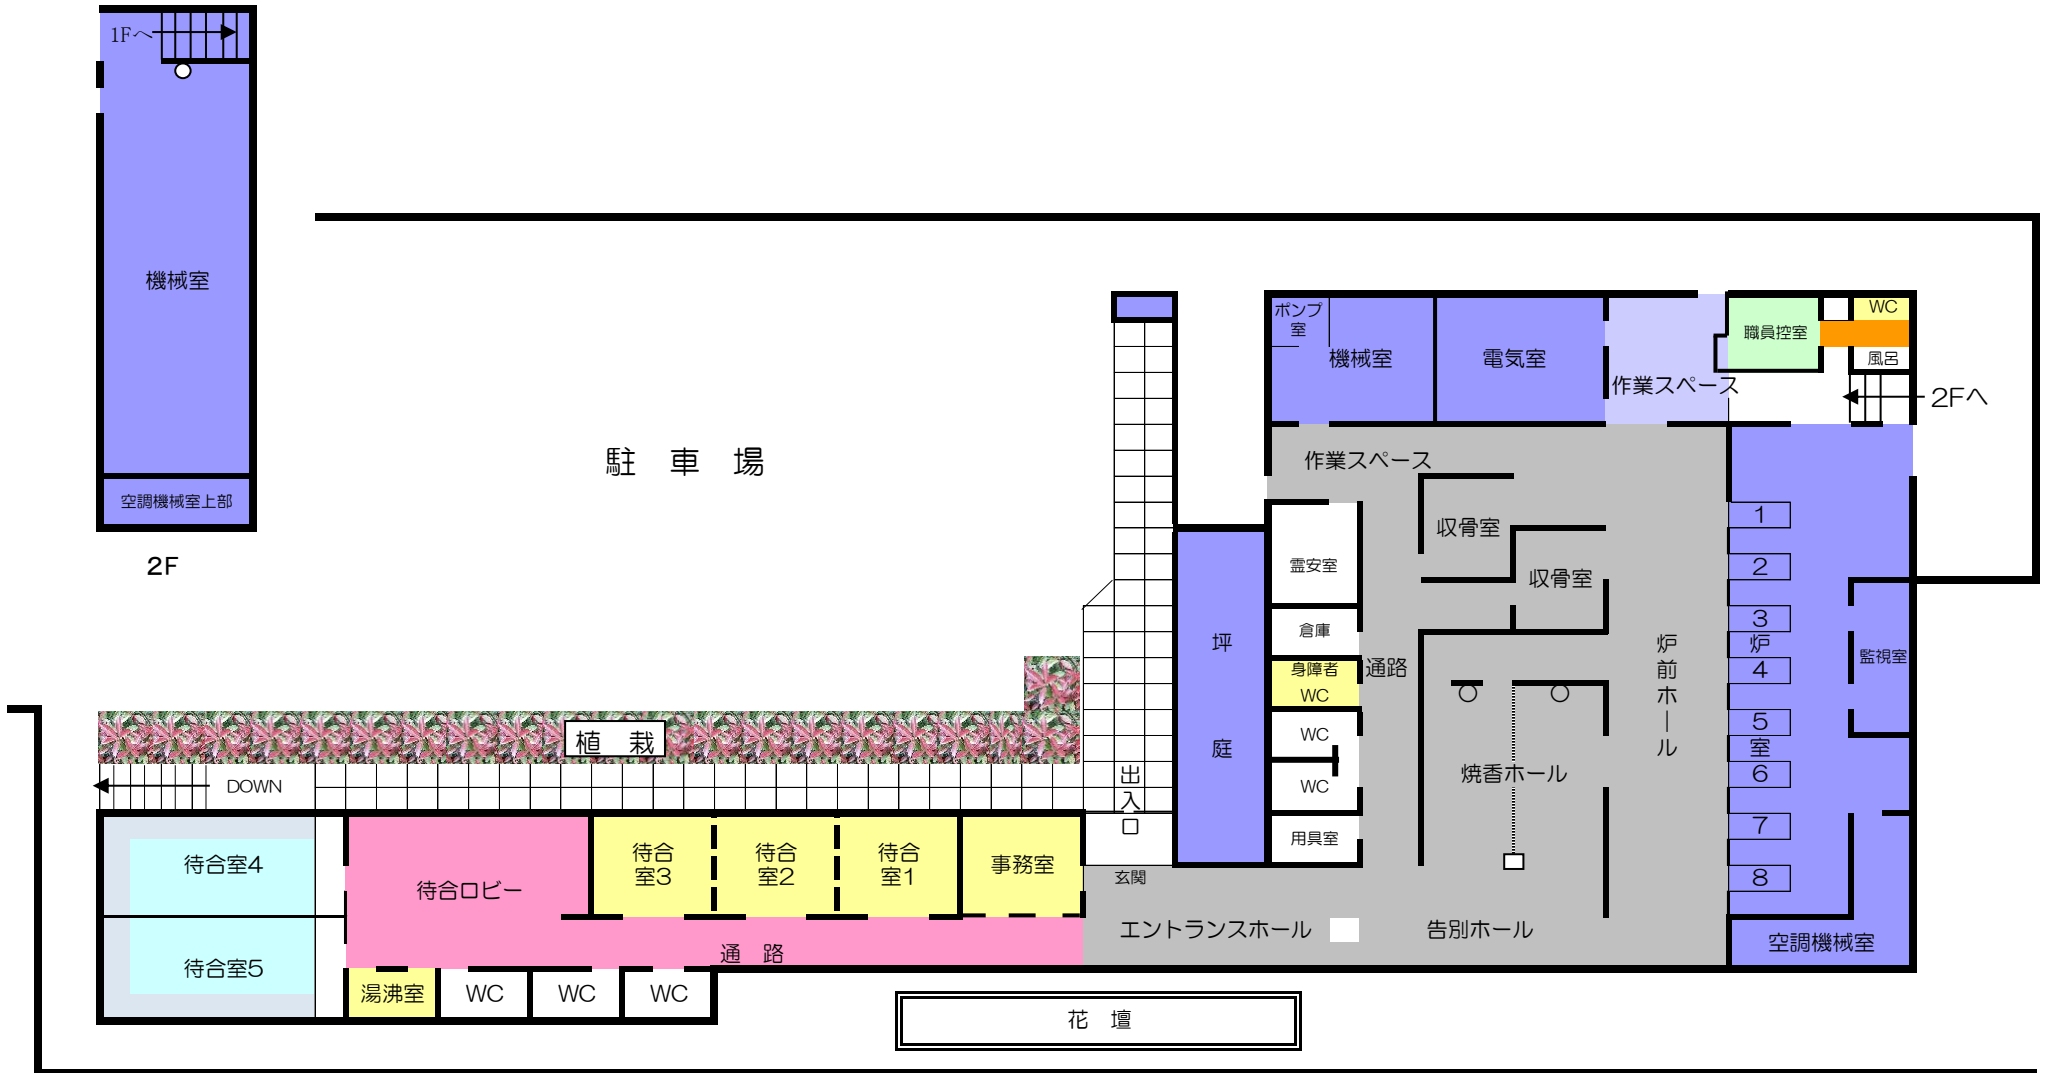 1Fへ
機械室
空調機械室上部
2F
駐　車　場
植　栽
DOWN
待合室4
待合室5
待合ロビー
待合
室3
待合
室2
待合
室1
事務室
通　路
湯沸室
WC
WC
WC
花　壇
出入口
玄関
エントランスホール
告別ホール
坪庭
ポンプ
室
機械室
電気室
作業スペース
職員控室
WC
風呂
2Fへ
作業スペース
霊安室
倉庫
身障者
WC
WC
WC
用具室
通路
収骨室
収骨室
焼香ホール
炉前ホール
1
2
3
炉
4
5
室
6
7
8
監視室
空調機械室